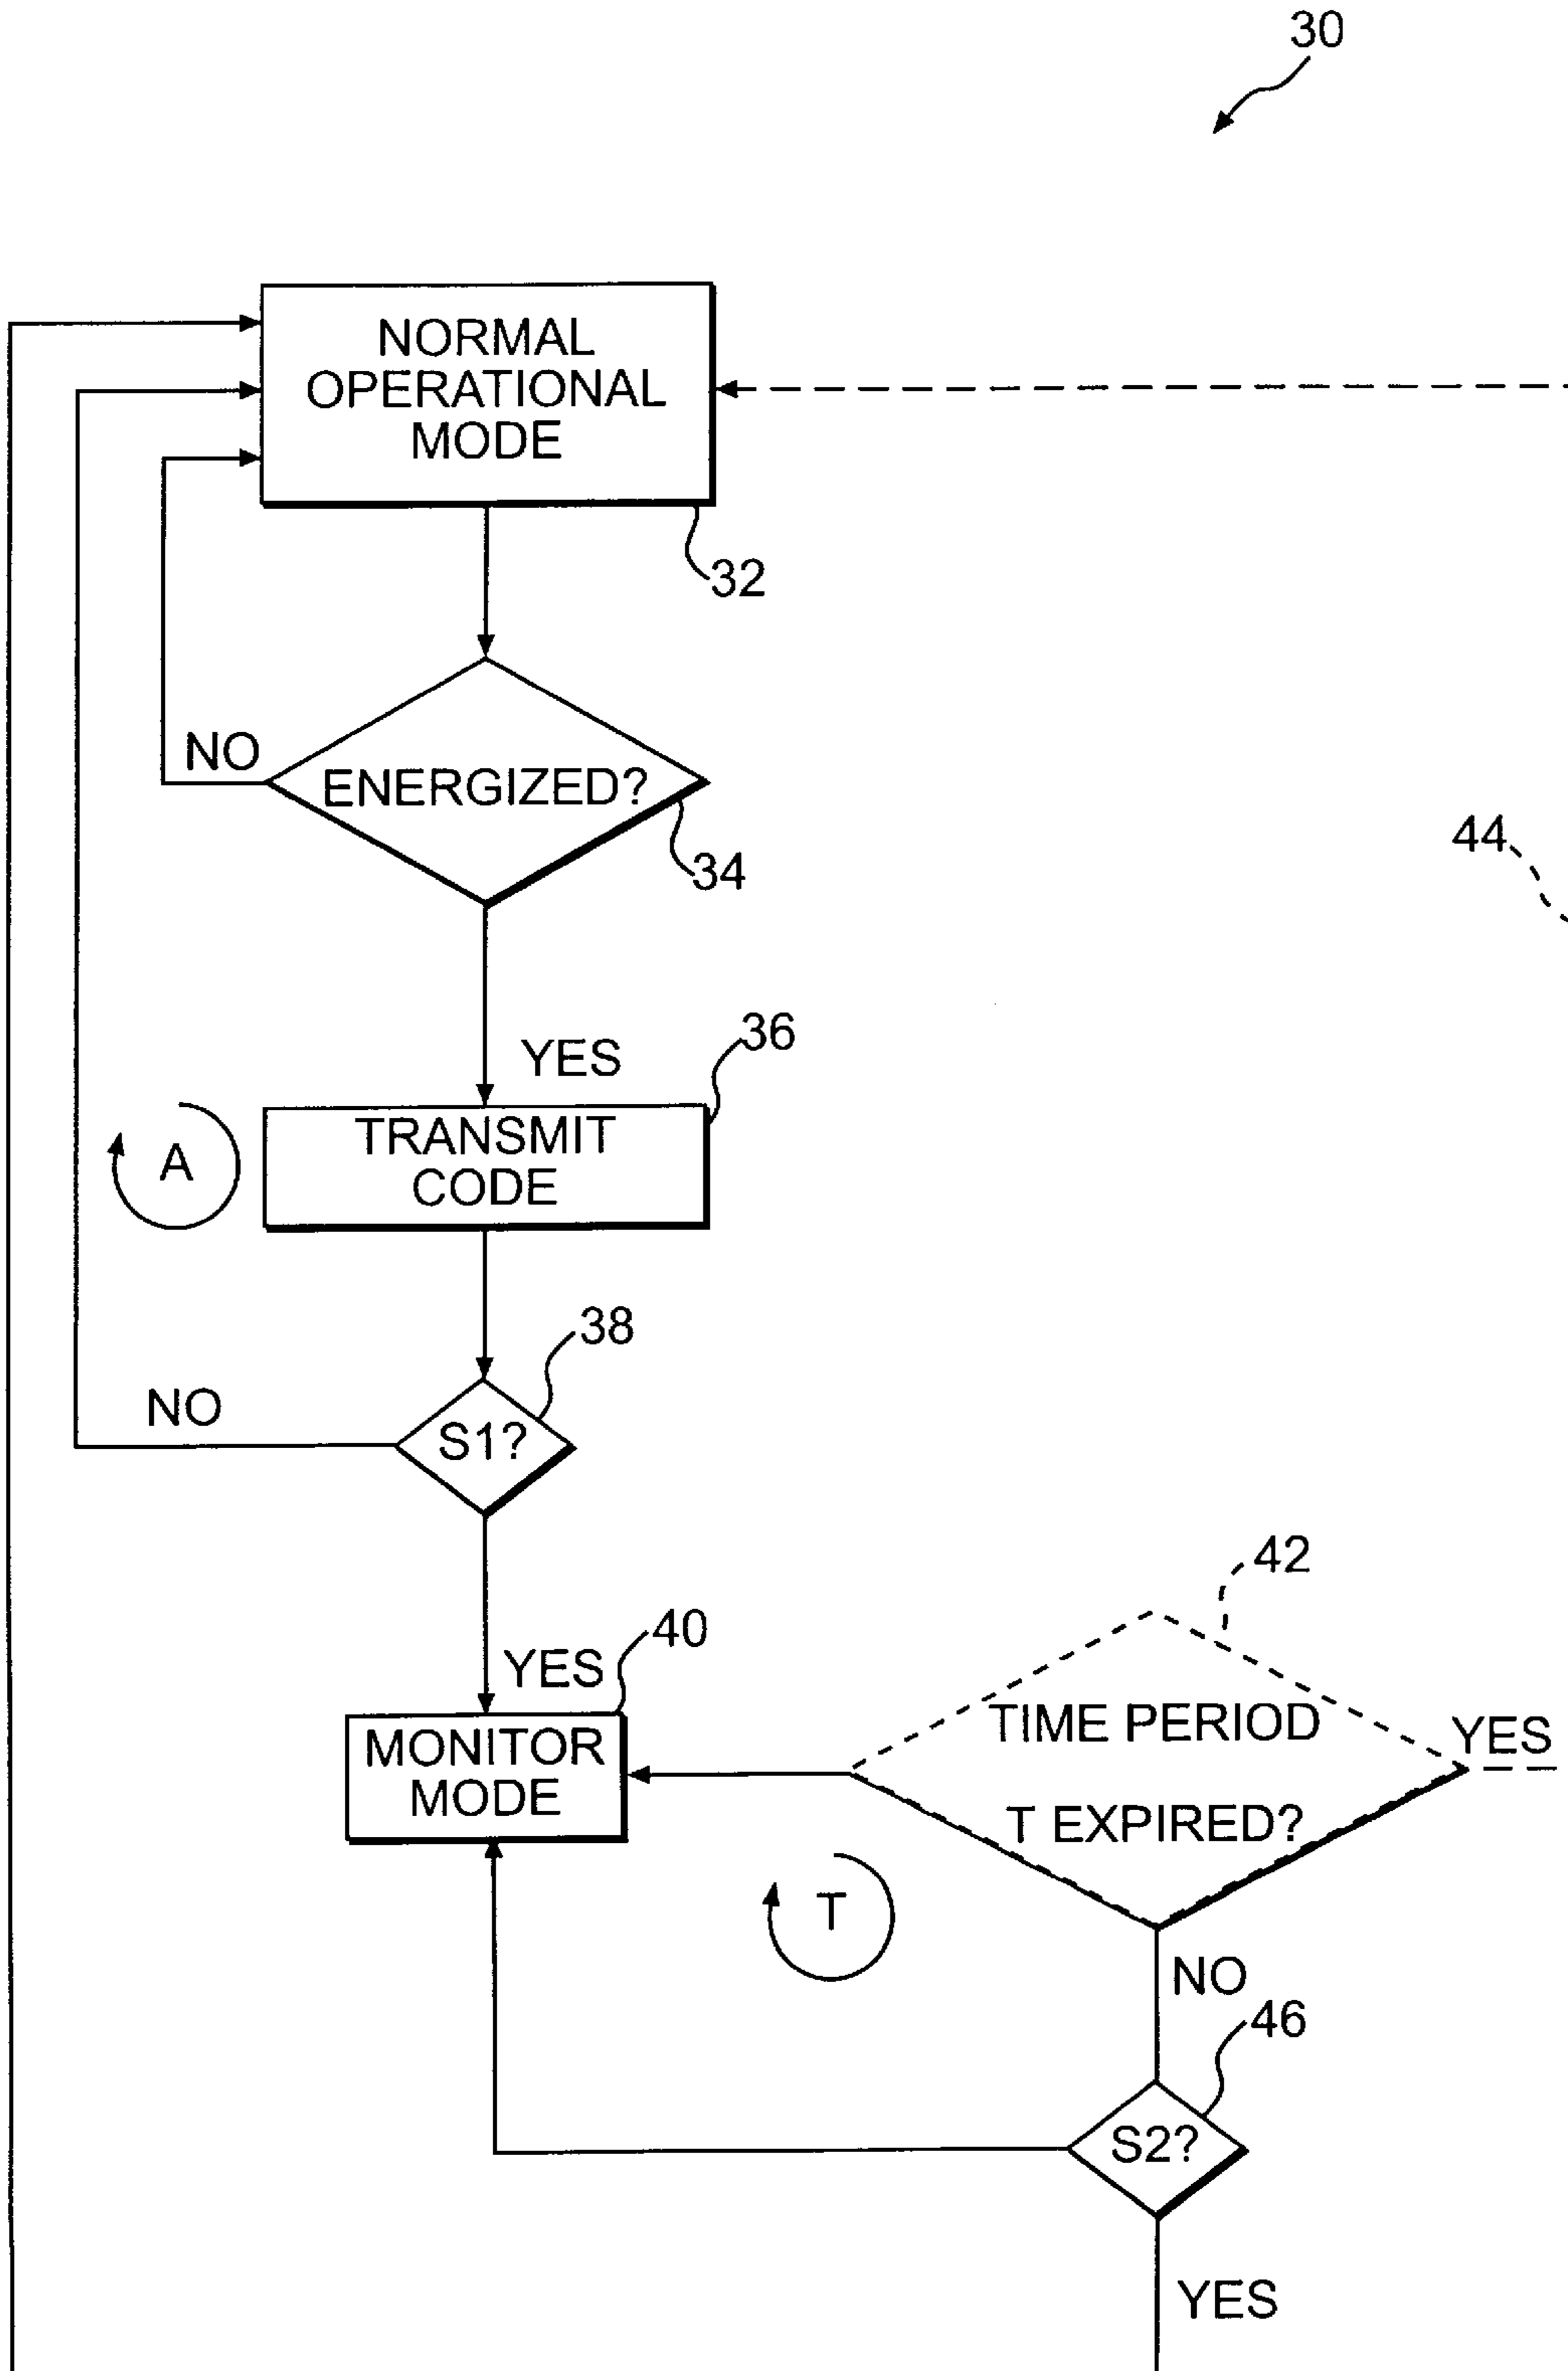 30
NORMAL
OPERATIONAL
MODE
32
NO
ENERGIZED?
34
44
YES
36
TRANSMIT
CODE
A
38
NO
S1?
42
YES
40
MONITOR
MODE
TIME PERIOD
T EXPIRED?
YES
T
NO
46
S2?
YES